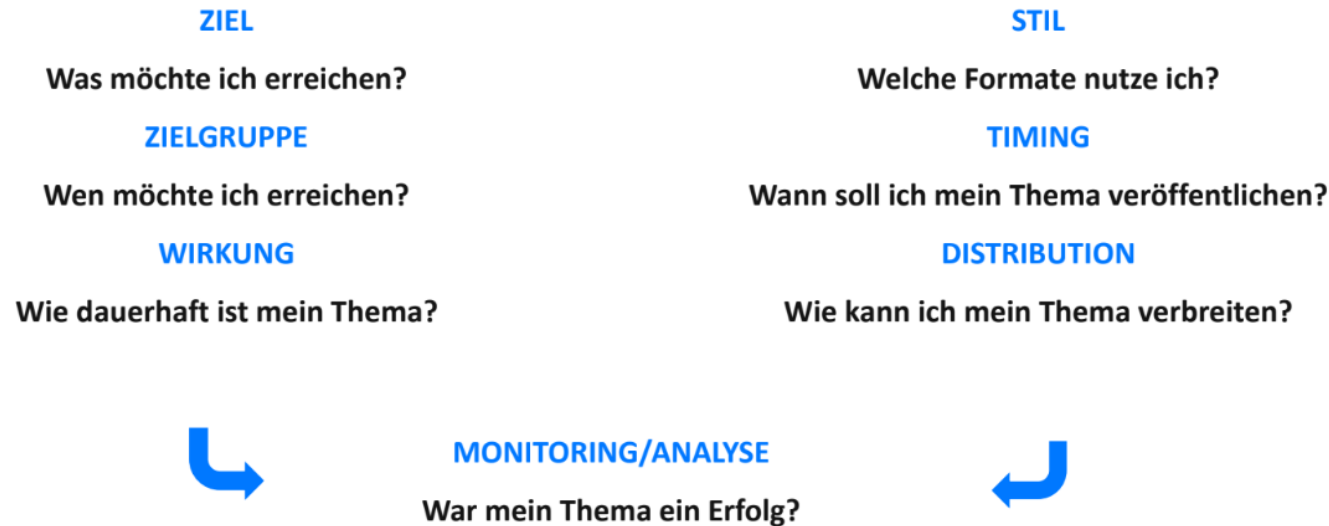 ZIEL
Was möchte ich erreichen?
ZIELGRUPPE
Wen möchte ich erreichen?
WIRKUNG
Wie dauerhaft ist mein Thema?
STIL
Welche Formate nutze ich?
TIMING
Wann soll ich mein Thema veröffentlichen?
DISTRIBUTION
Wie kann ich mein Thema verbreiten?
MONITORING/ANALYSE
War mein Thema ein Erfolg?